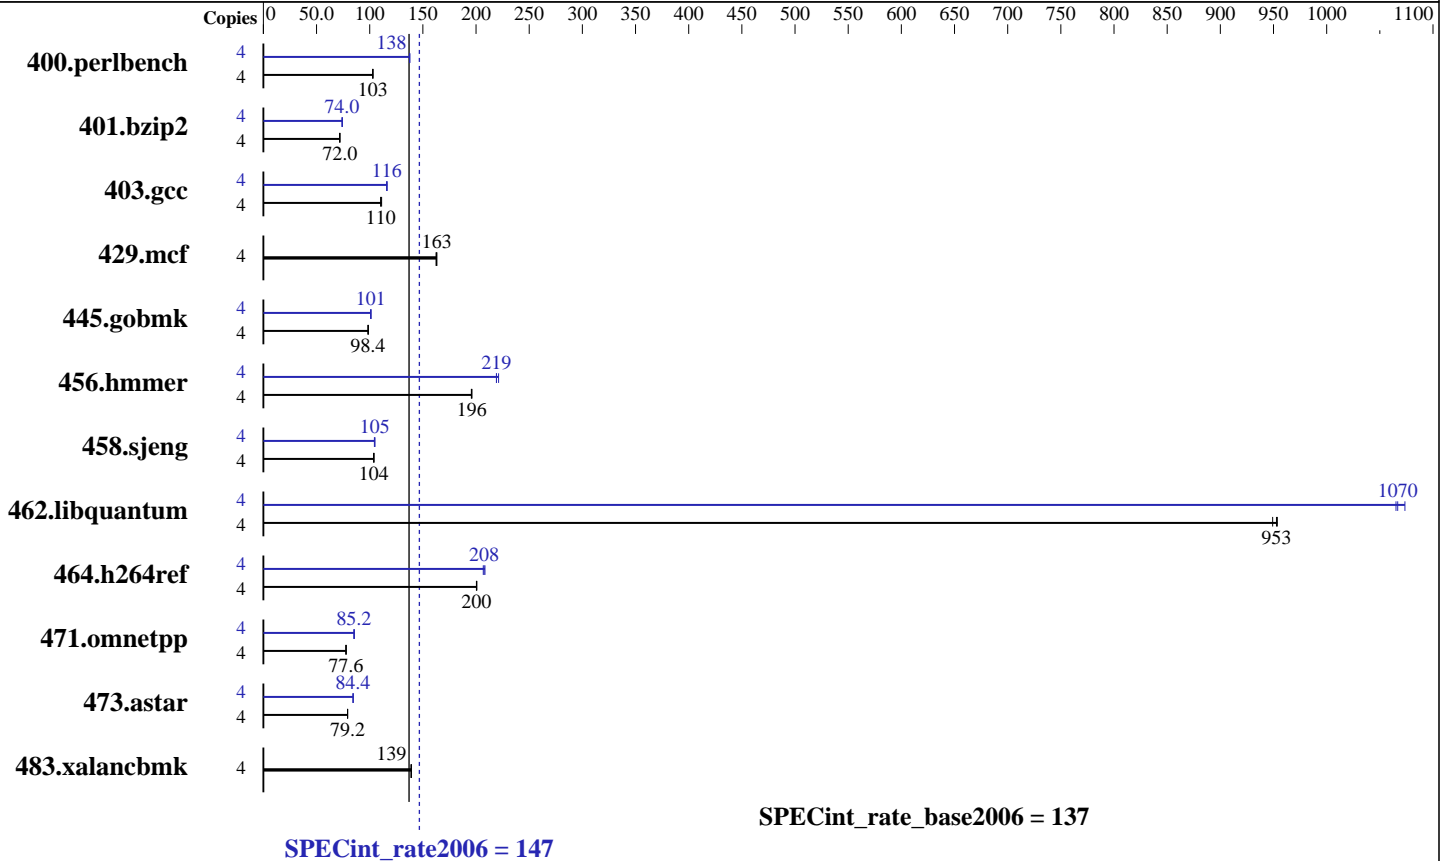 Copies 0 50.0 100 150 200 250 300 350 400 450 500 550 600 650 700 750 800 850 900 950 1000 1100
400.perlbench 4 138
4 103
401.bzip2 4 74.0
4 72.0
403.gcc 4 116
4 110
429.mcf 4 163
445.gobmk 4 101
4 98.4
456.hmmer 4 219
4 196
458.sjeng 4 105
4 104
462.libquantum 4 1070
4 953
464.h264ref 4 208
4 200
471.omnetpp 4 85.2
4 77.6
473.astar 4 84.4
4 79.2
483.xalancbmk 4 139
SPECint_rate_base2006 = 137
SPECint_rate2006 = 147